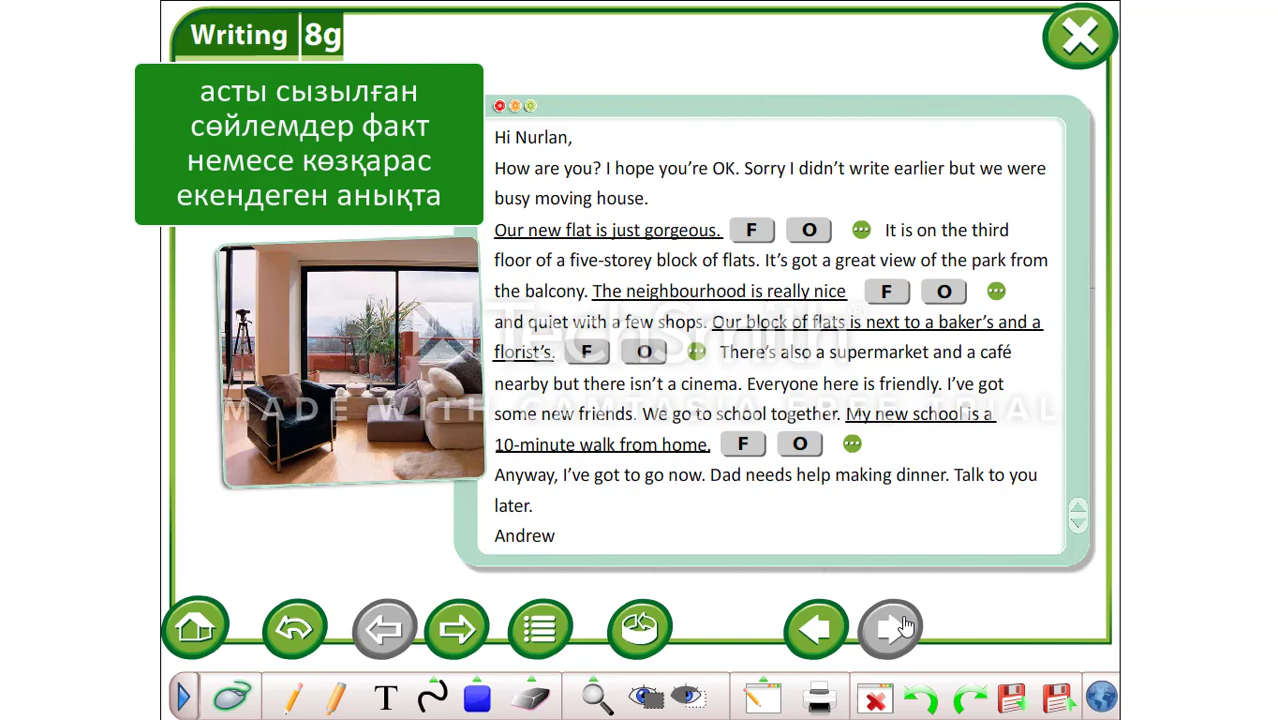 Writing 8g
асты сызылған
сөйлемдер факт
немесе көзқарас
екендеген анықта
Hi Nurlan,
How are you? I hope you're OK. Sorry I didn't write earlier but we were
busy moving house.
Our new flat is just gorgeous. F O It is on the third
floor of a five-storey block of flats. It's got a great view of the park from
the balcony. The neighbourhood is really nice F O
and quiet with a few shops. Our block of flats is next to a baker's and a
florist's. F O There's also a supermarket and a café
nearby but there isn't a cinema. Everyone here is friendly. I've got
some new friends. We go to school together. My new school is a
10-minute walk from home. F O
Anyway, I've got to go now. Dad needs help making dinner. Talk to you
later.
Andrew
TechSmith
MADE WITH CAMTASIA FREE TRIAL
T